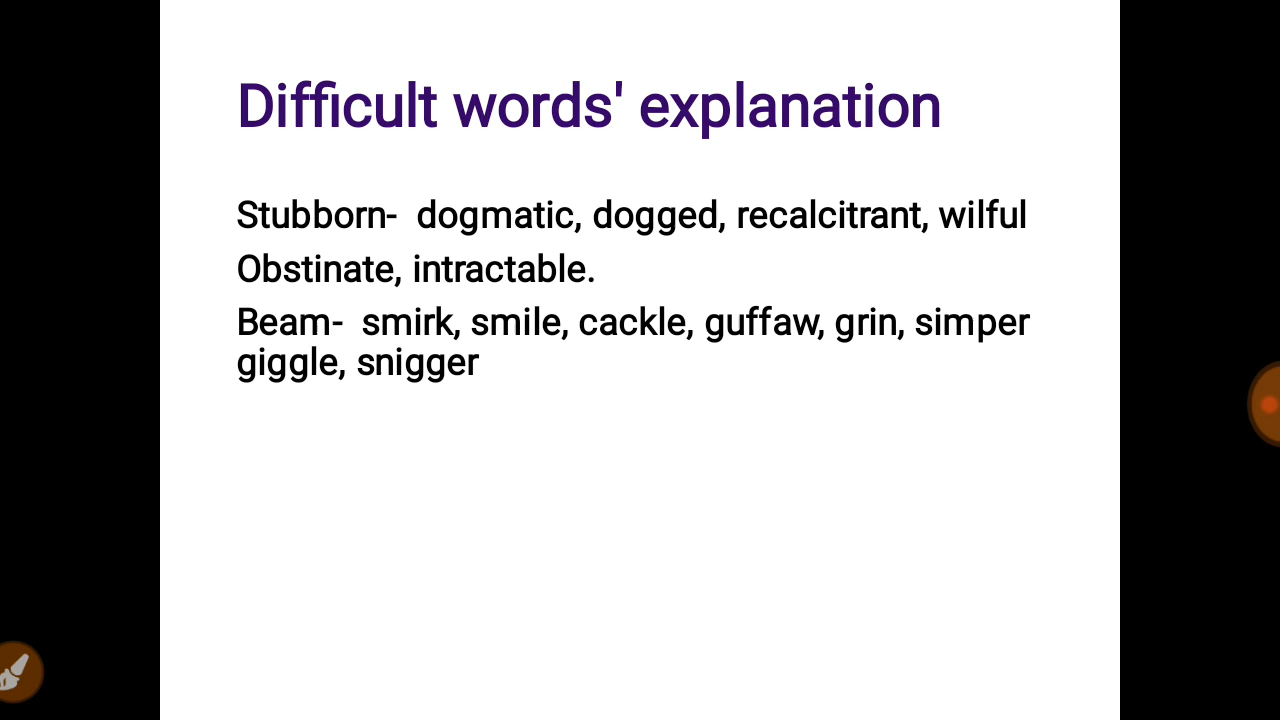 Difficult words' explanation
Stubborn-  dogmatic, dogged, recalcitrant, wilful
Obstinate, intractable.
Beam-  smirk, smile, cackle, guffaw, grin, simper
giggle, snigger